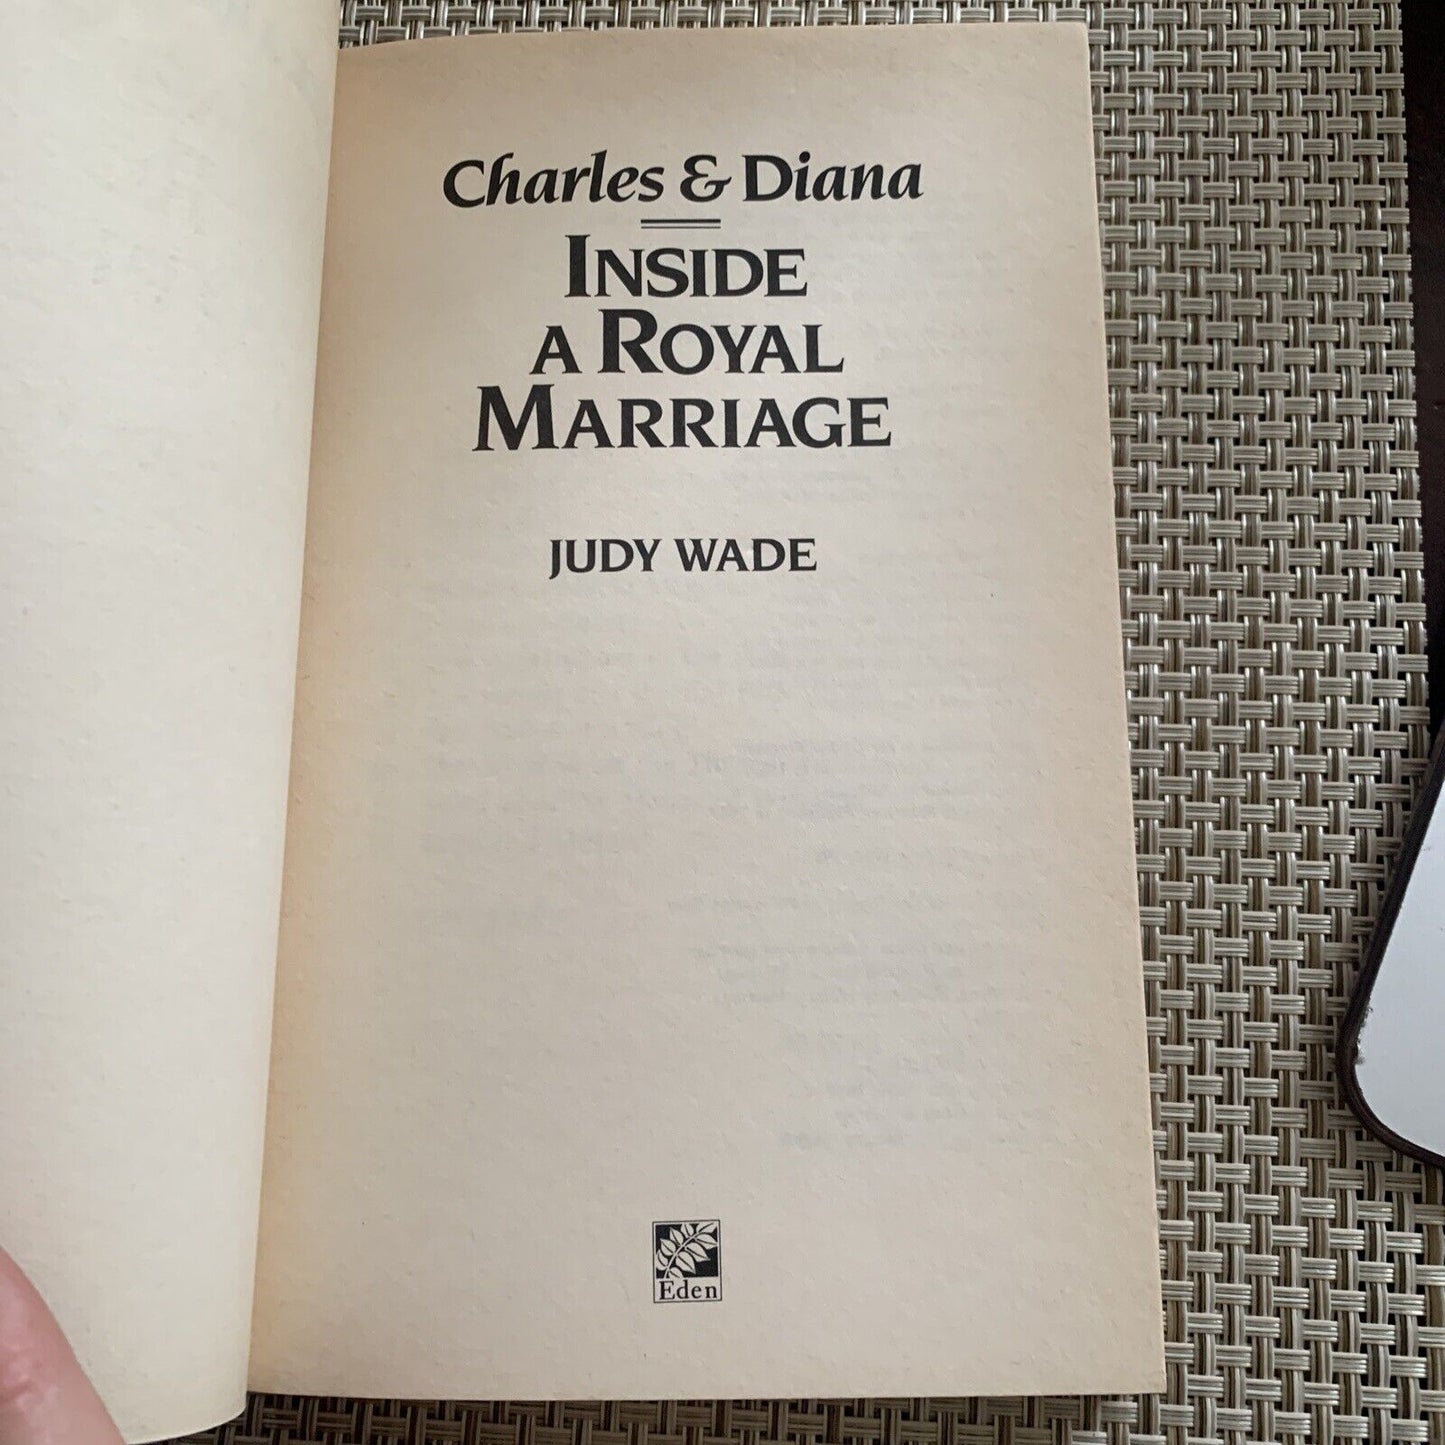 Charles & Diana
INSIDE
A ROYAL
MARRIAGE
JUDY WADE
Eden